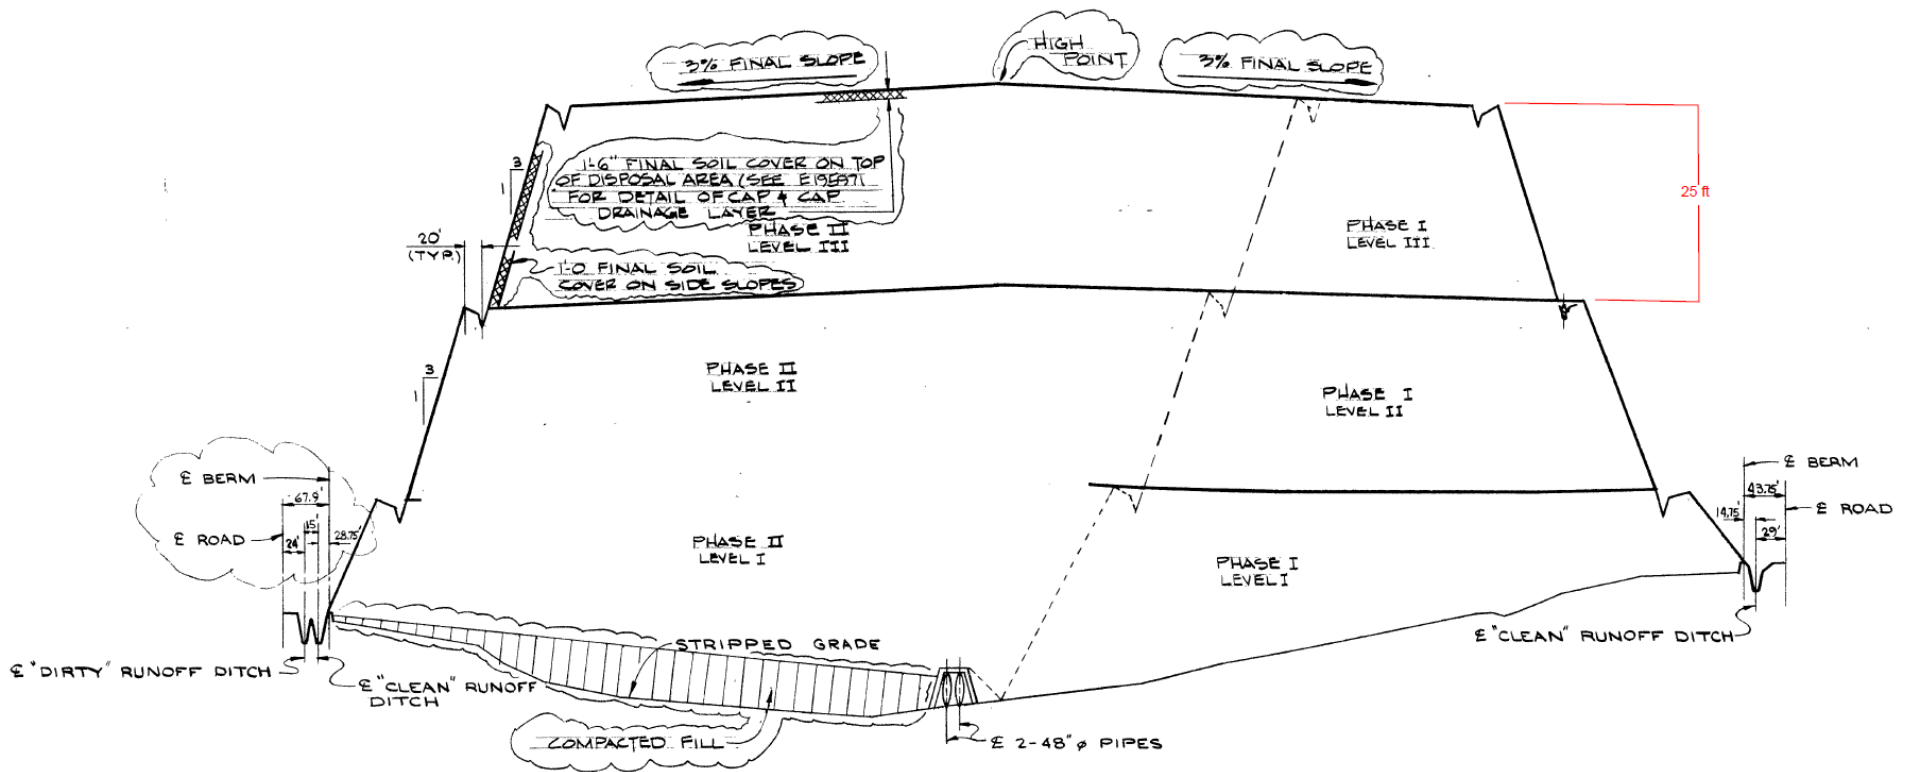 3% FINAL SLOPE
HIGH
POINT
3% FINAL SLOPE
3
1
1'-6" FINAL SOIL COVER ON TOP
OF DISPOSAL AREA (SEE E19E971
FOR DETAIL OF CAP & CAP
DRAINAGE LAYER
25 ft
PHASE II
LEVEL III
PHASE I
LEVEL III
20'
(TYP.)
1'-0 FINAL SOIL
COVER ON SIDE SLOPES
3
1
PHASE II
LEVEL II
PHASE I
LEVEL II
℄ BERM
67.9'
℄ ROAD
15'
24'
28.75'
℄ BERM
43.75'
14.75'
℄ ROAD
29'
PHASE II
LEVEL I
PHASE I
LEVEL I
STRIPPED GRADE
℄ "DIRTY" RUNOFF DITCH
℄ "CLEAN" RUNOFF
DITCH
℄ "CLEAN" RUNOFF DITCH
COMPACTED FILL
℄ 2-48" ø PIPES